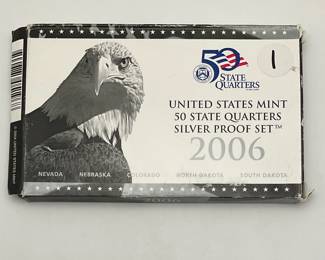 50
STATE
QUARTERS
1
UNITED STATES MINT
50 STATE QUARTERS
SILVER PROOF SET™
2006
NEVADA NEBRASKA COLORADO NORTH DAKOTA SOUTH DAKOTA
2006